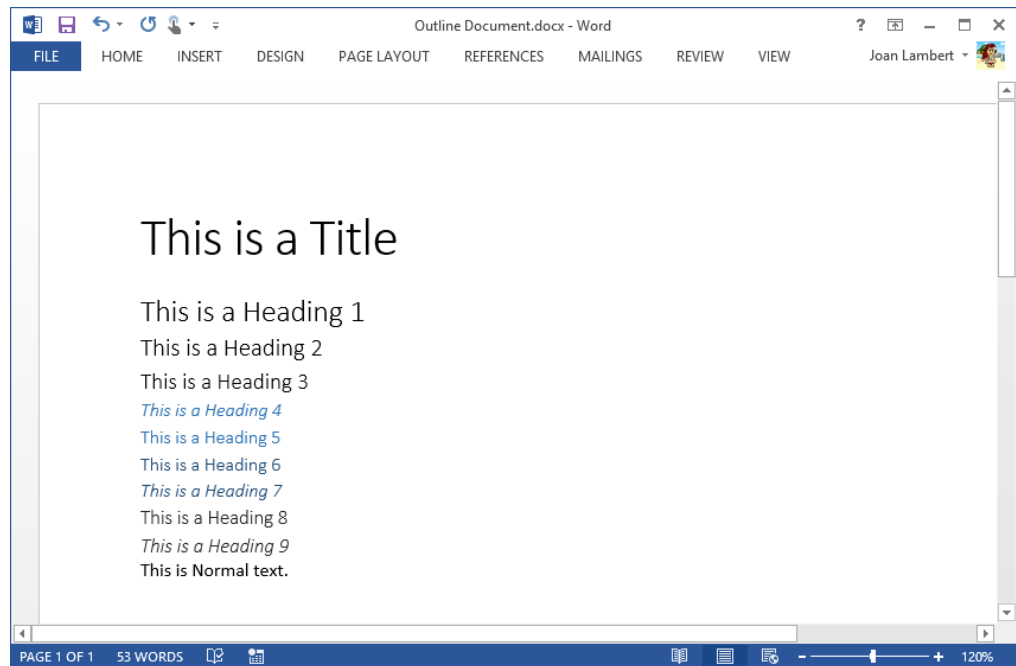 Outline Document.docx - Word
?
FILE HOME INSERT DESIGN PAGE LAYOUT REFERENCES MAILINGS REVIEW VIEW Joan Lambert
This is a Title
This is a Heading 1
This is a Heading 2
This is a Heading 3
This is a Heading 4
This is a Heading 5
This is a Heading 6
This is a Heading 7
This is a Heading 8
This is a Heading 9
This is Normal text.
PAGE 1 OF 1 53 WORDS 120%